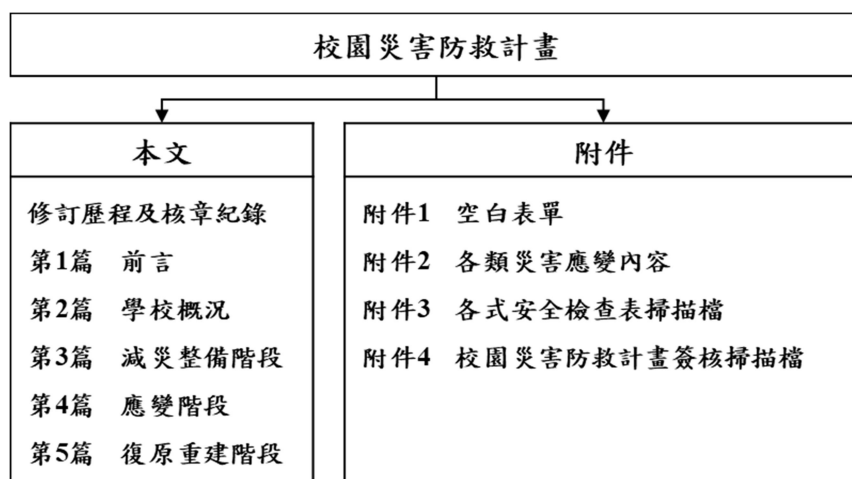 校園災害防救計畫
本文
修訂歷程及核章紀錄
第1篇 前言
第2篇 學校概況
第3篇 減災整備階段
第4篇 應變階段
第5篇 復原重建階段
附件
附件1 空白表單
附件2 各類災害應變內容
附件3 各式安全檢查表掃描檔
附件4 校園災害防救計畫簽核掃描檔